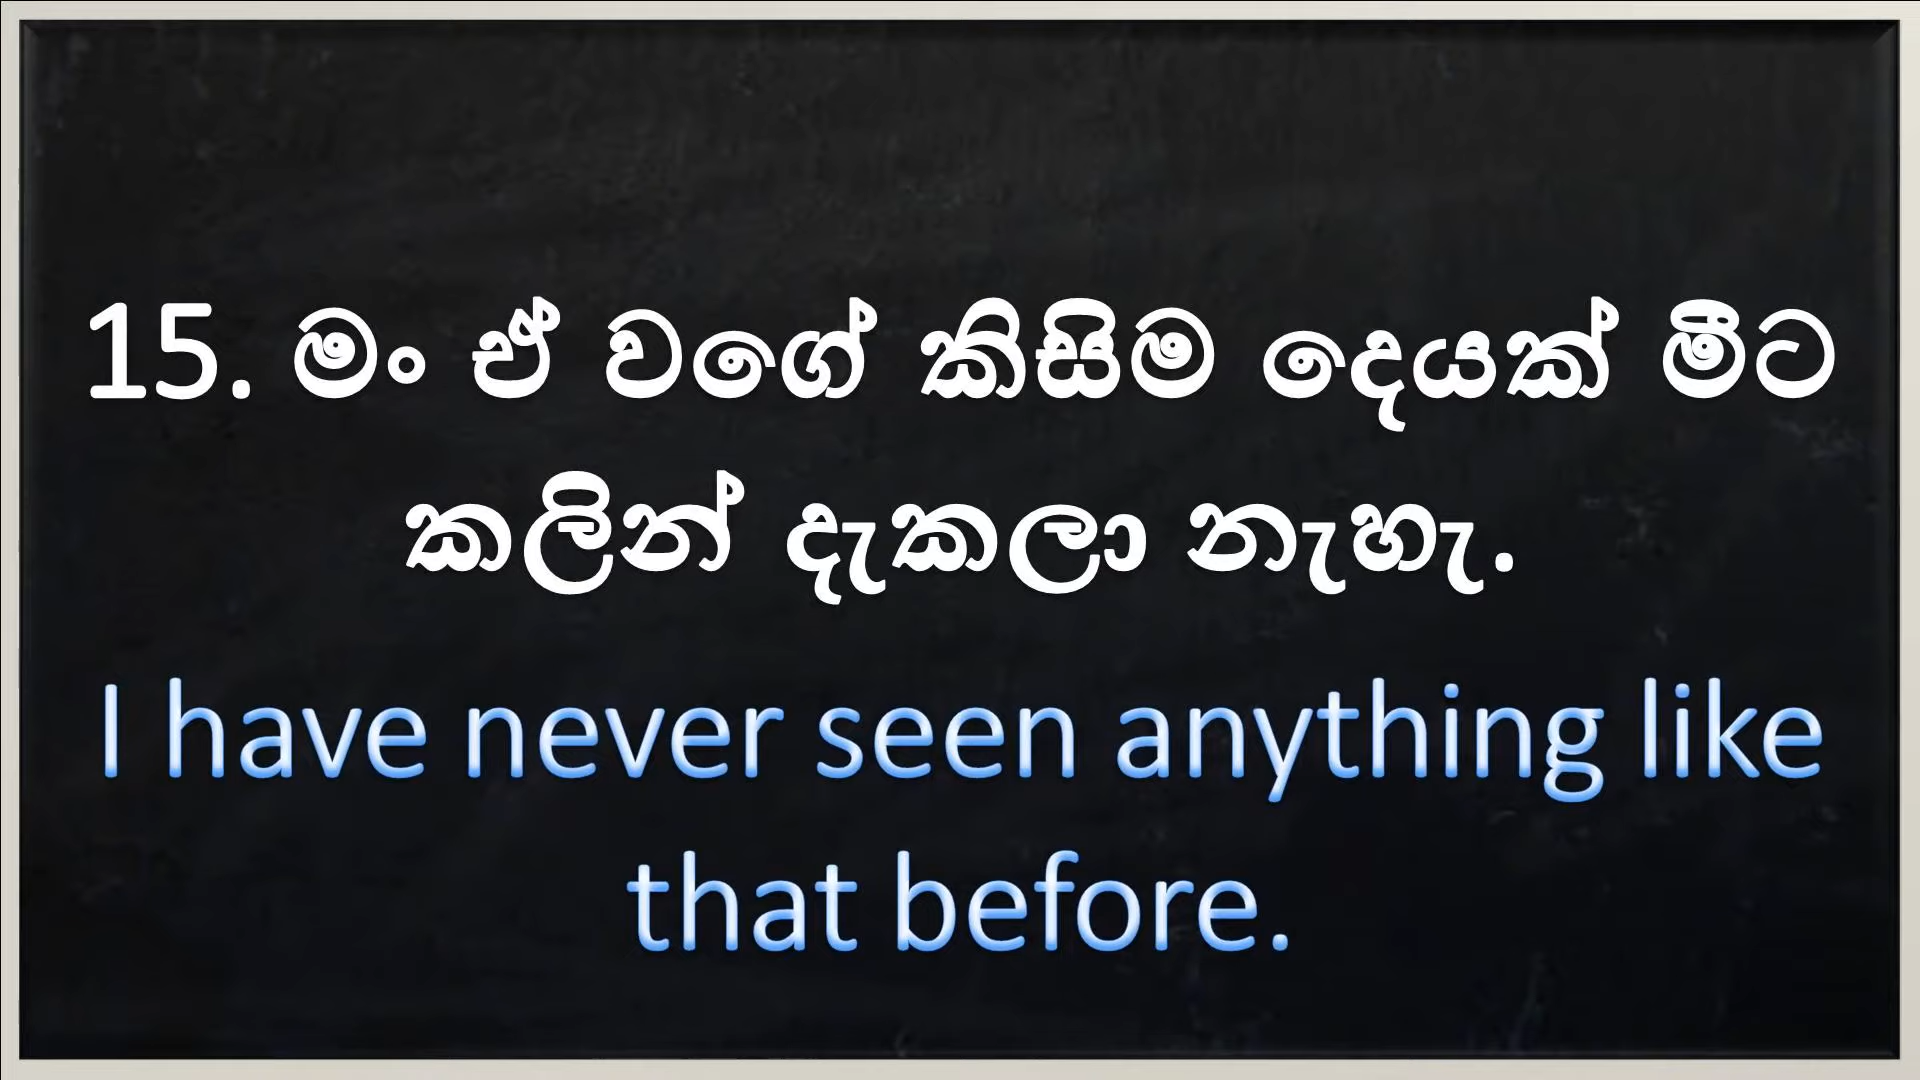 15. මං ඒ වගේ කිසිම දෙයක් මීට
කලින් දැකලා නැහැ.
I have never seen anything like
that before.